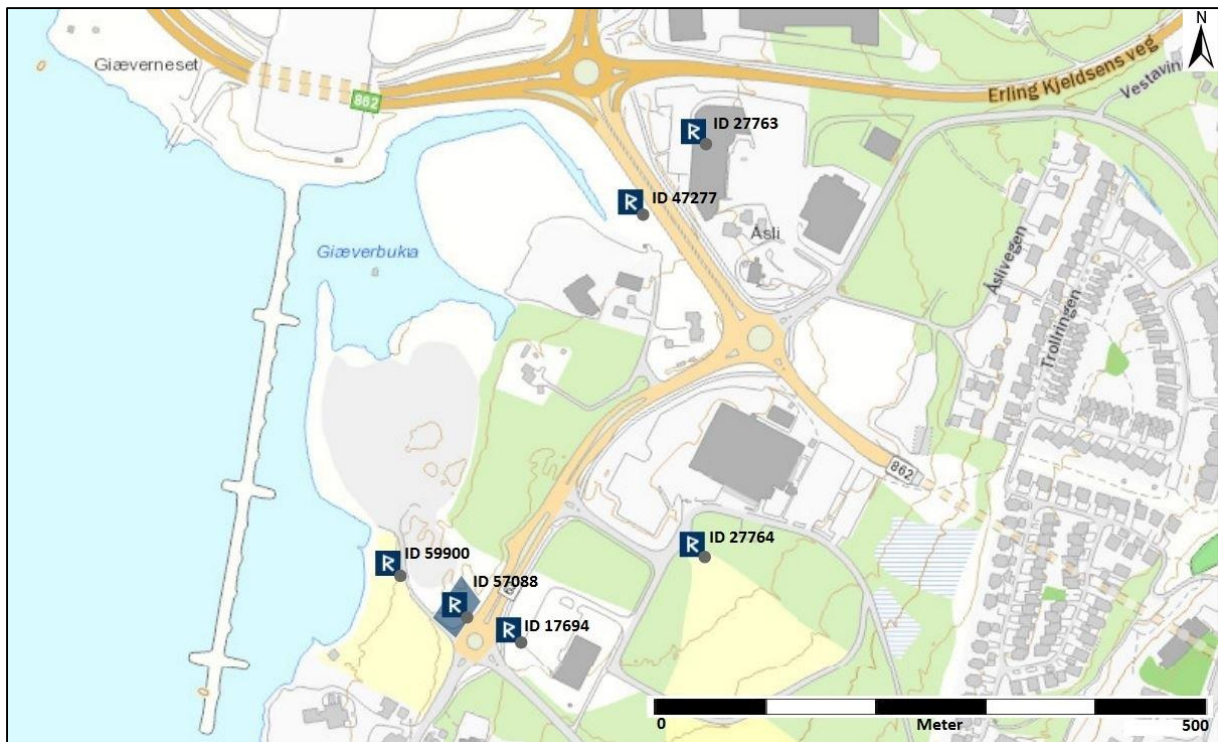 N
Giæverneset
862
Erling Kjeldsens veg
Vestavin
ID 27763
ID 47277
Åsli
Giæverbukta
Åslivegen
Trollringen
862
ID 27764
ID 59900
ID 57088
ID 17694
0
Meter
500